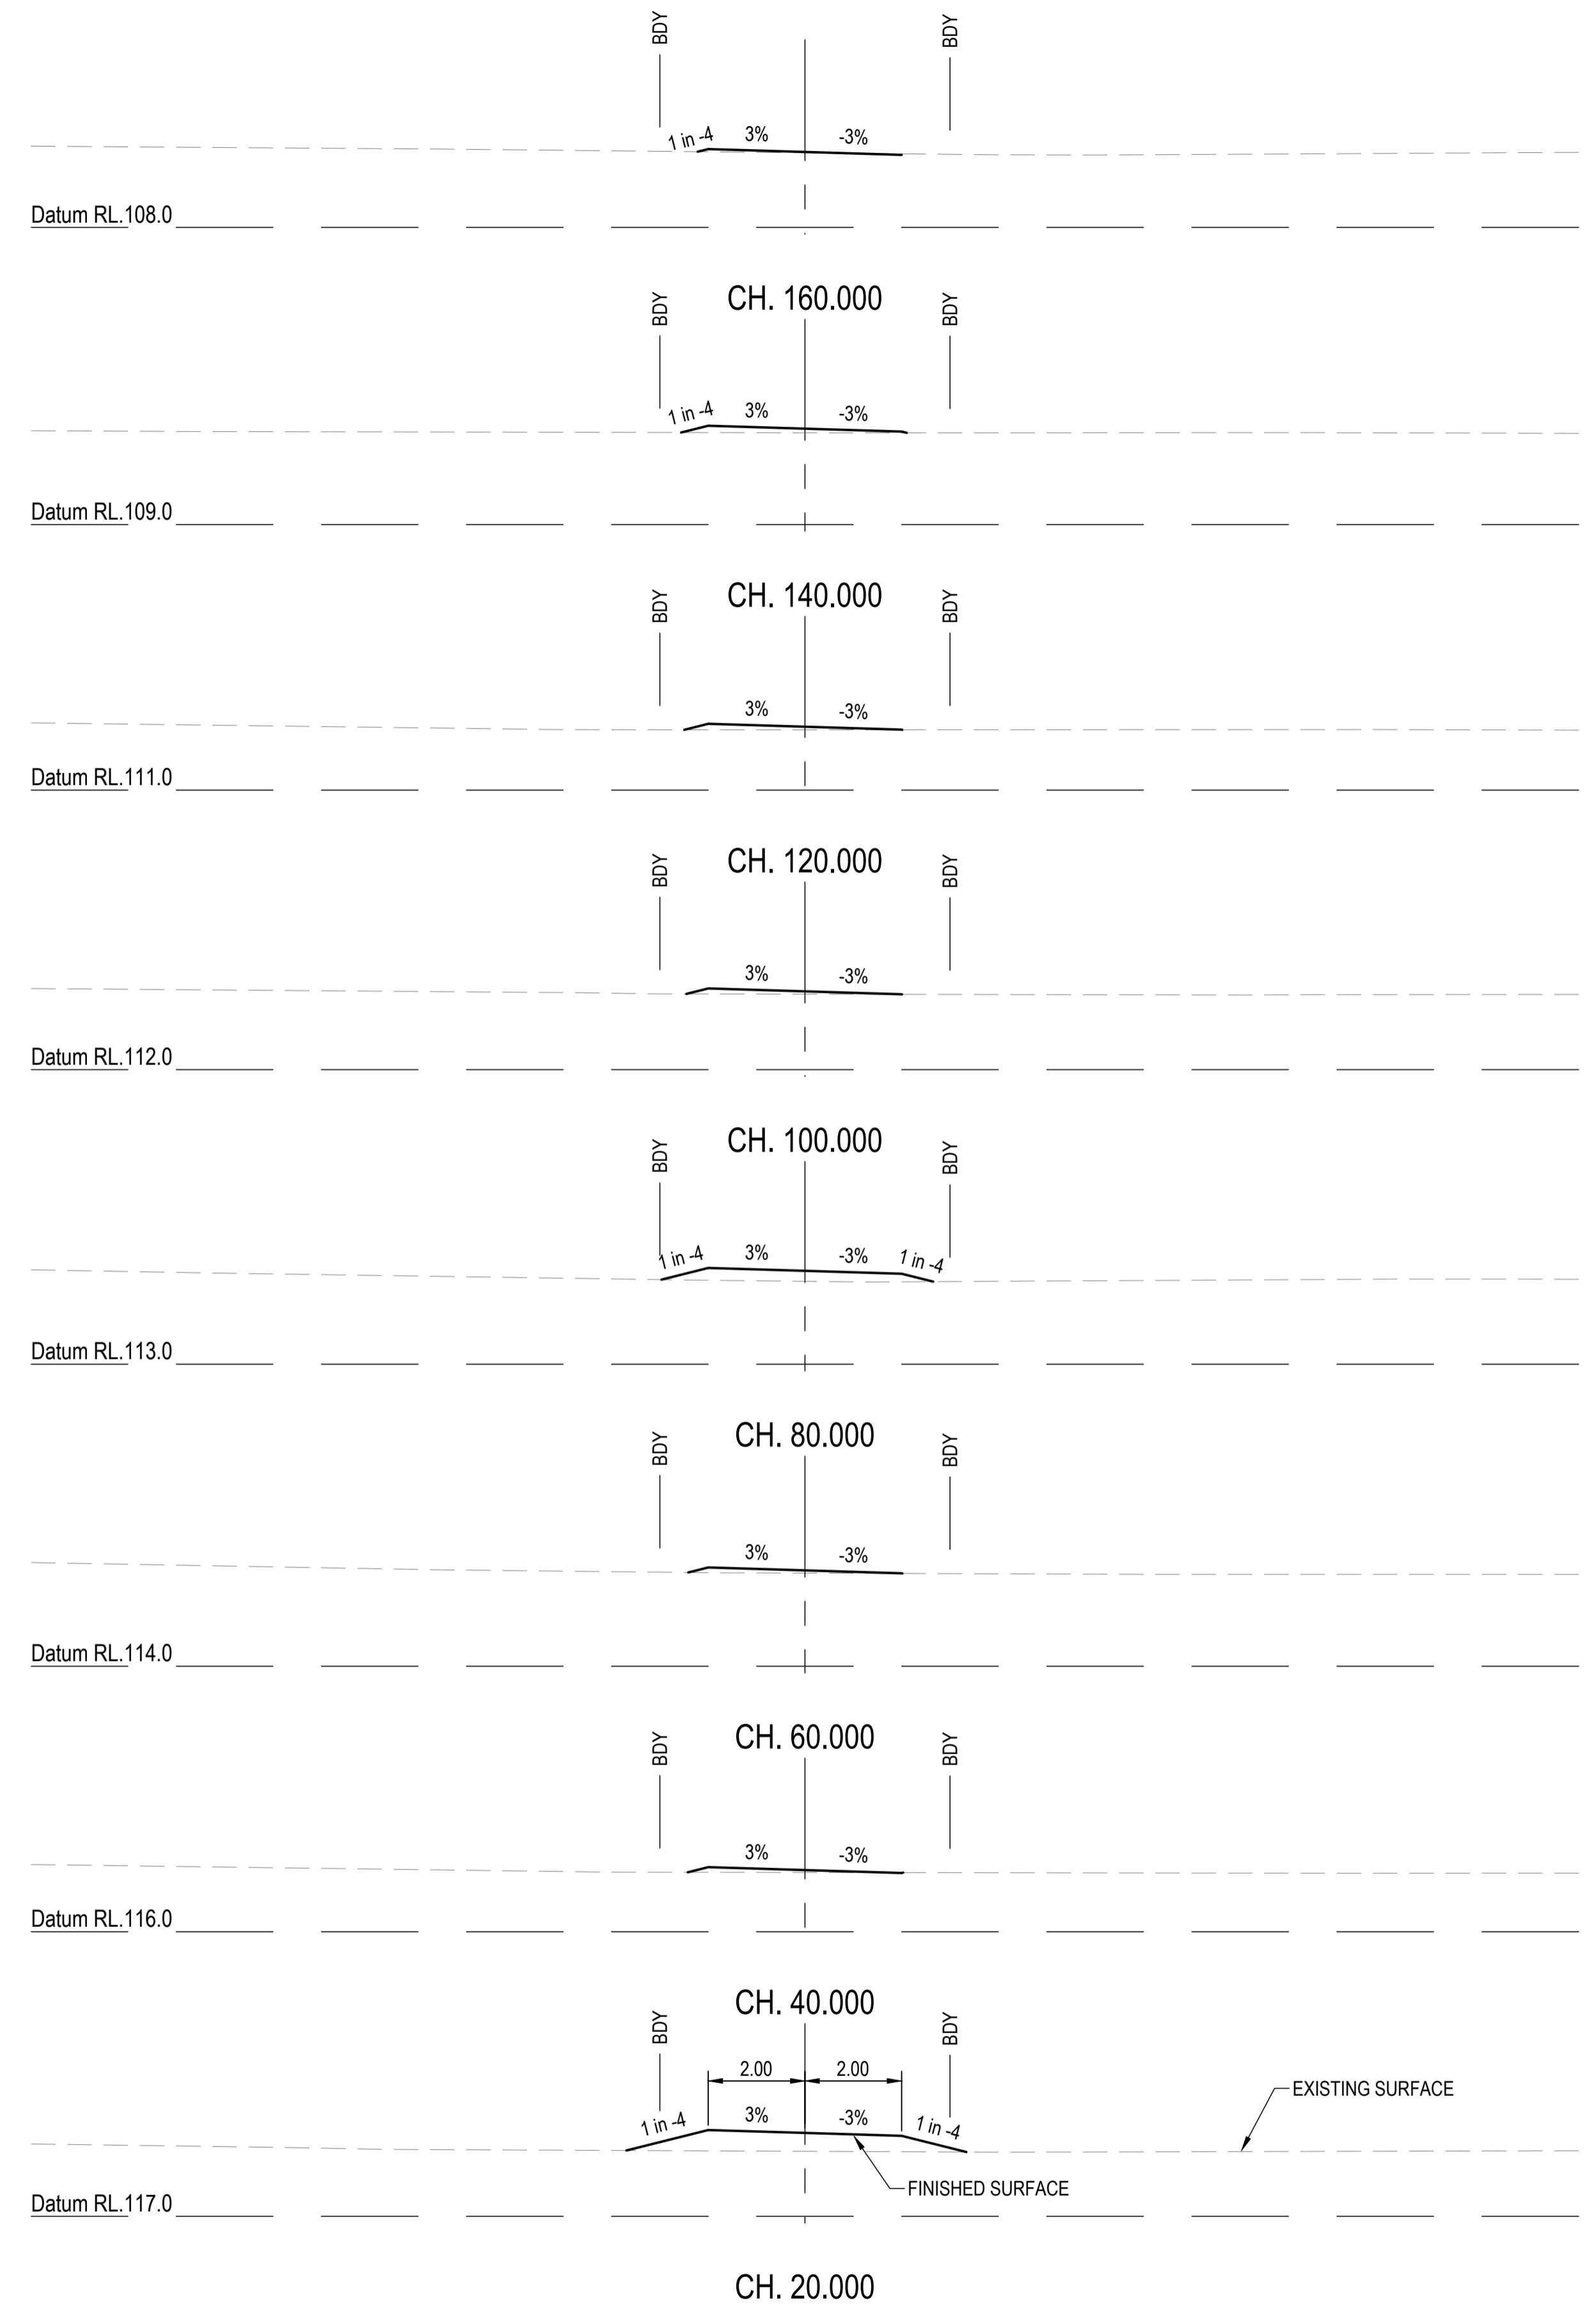 BDY
BDY
1 in -4
3%
-3%
Datum RL.108.0
CH. 160.000
BDY
BDY
1 in -4
3%
-3%
Datum RL.109.0
CH. 140.000
BDY
BDY
3%
-3%
Datum RL.111.0
CH. 120.000
BDY
BDY
3%
-3%
Datum RL.112.0
CH. 100.000
BDY
BDY
1 in -4
3%
-3%
1 in -4
Datum RL.113.0
CH. 80.000
BDY
BDY
3%
-3%
Datum RL.114.0
CH. 60.000
BDY
BDY
3%
-3%
Datum RL.116.0
CH. 40.000
BDY
BDY
2.00
2.00
EXISTING SURFACE
1 in -4
3%
-3%
1 in -4
FINISHED SURFACE
Datum RL.117.0
CH. 20.000